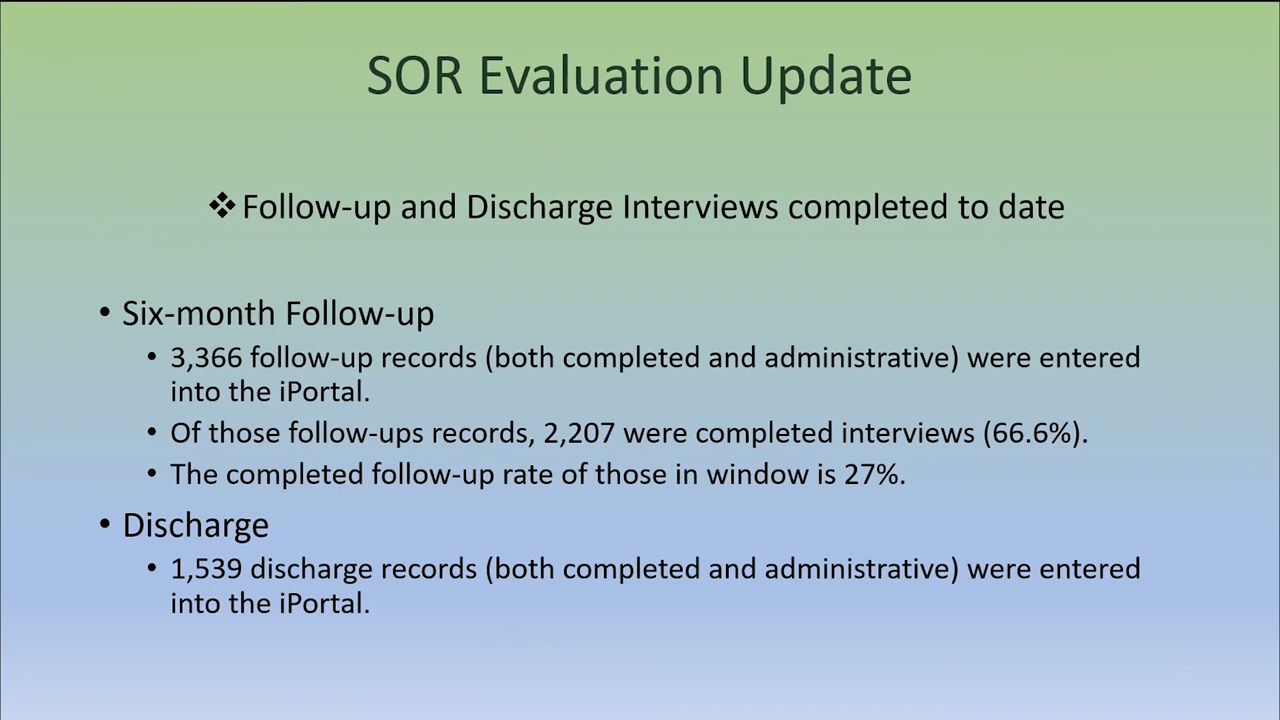 SOR Evaluation Update
❖Follow-up and Discharge Interviews completed to date
• Six-month Follow-up
• 3,366 follow-up records (both completed and administrative) were entered
into the iPortal.
• Of those follow-ups records, 2,207 were completed interviews (66.6%).
• The completed follow-up rate of those in window is 27%.
• Discharge
• 1,539 discharge records (both completed and administrative) were entered
into the iPortal.